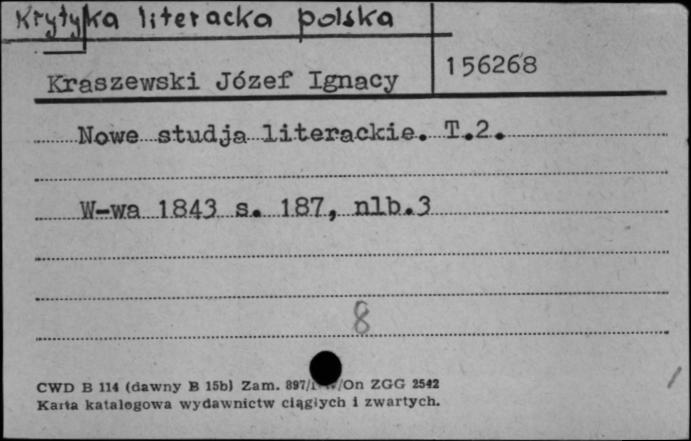 Krytyka literacka polska
Kraszewski Józef Ignacy
156268
Nowe studja literackie. T.2.
W-wa 1843 s. 187, nlb.3
8
CWD B 114 (dawny B 15b) Zam. /On ZGG 2542
Karta katalogowa wydawnictw ciągłych i zwartych.